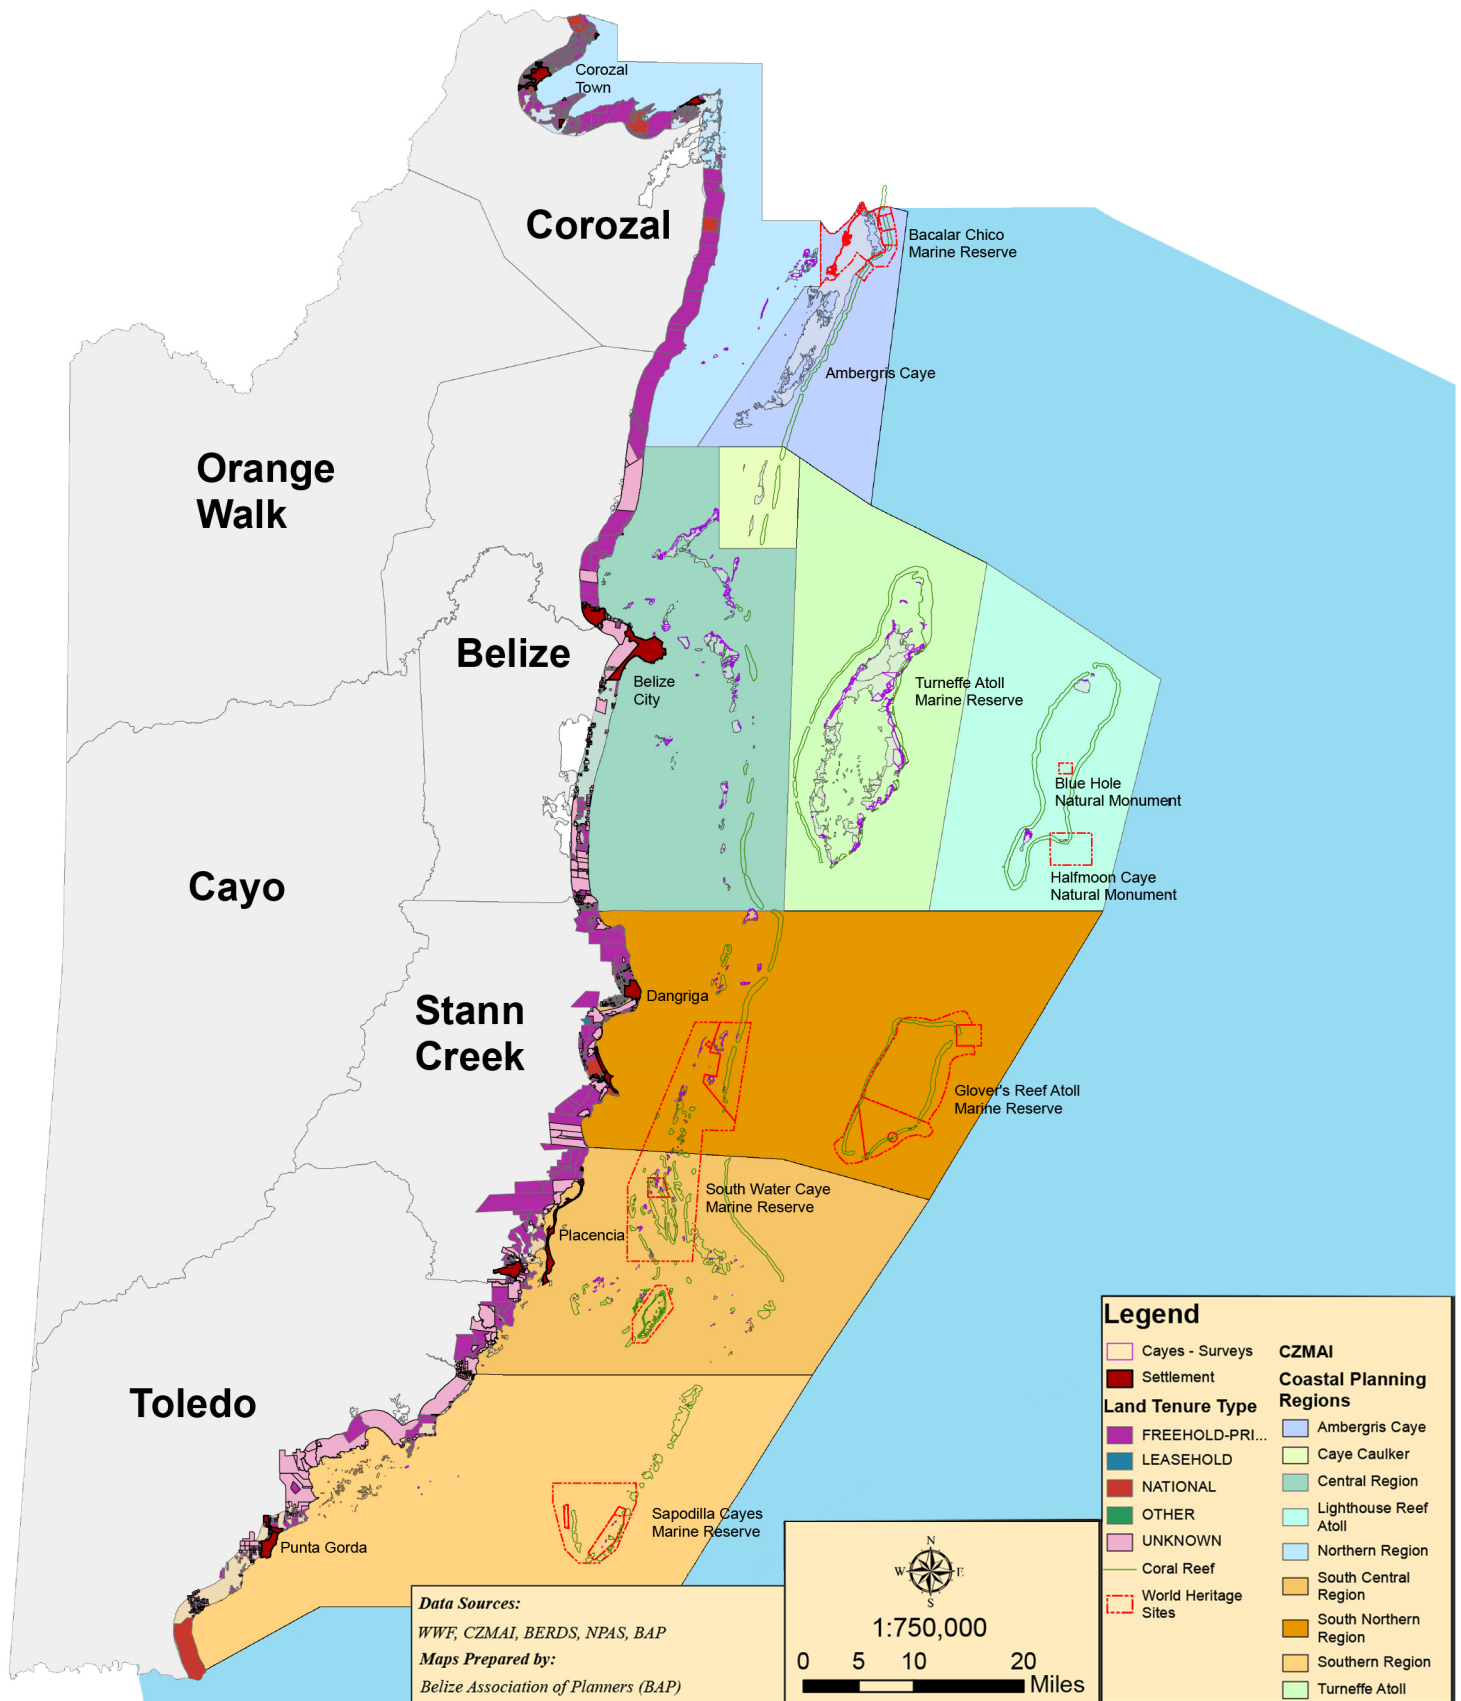 Corozal
Town
Corozal
Bacalar Chico
Marine Reserve
Ambergris Caye
Orange
Walk
Belize
Belize
City
Turneffe Atoll
Marine Reserve
Blue Hole
Natural Monument
Halfmoon Caye
Natural Monument
Cayo
Stann
Creek
Dangriga
Glover's Reef Atoll
Marine Reserve
South Water Caye
Marine Reserve
Placencia
Toledo
Sapodilla Cayes
Marine Reserve
Punta Gorda
Legend
Cayes - Surveys
Settlement
Land Tenure Type
FREEHOLD-PRI...
LEASEHOLD
NATIONAL
OTHER
UNKNOWN
Coral Reef
World Heritage
Sites
CZMAI
Coastal Planning
Regions
Ambergris Caye
Caye Caulker
Central Region
Lighthouse Reef
Atoll
Northern Region
South Central
Region
South Northern
Region
Southern Region
Turneffe Atoll
Data Sources:
WWF, CZMAI, BERDS, NPAS, BAP
Maps Prepared by:
Belize Association of Planners (BAP)
N
W E
S
1:750,000
0 5 10 20
Miles